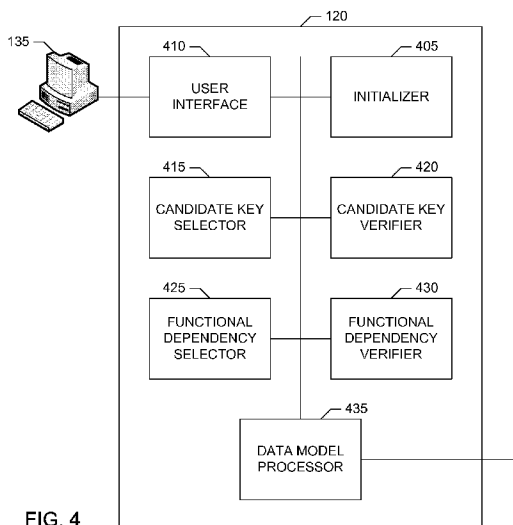 120
135
410
405
USER
INTERFACE
INITIALIZER
415
420
CANDIDATE KEY
SELECTOR
CANDIDATE KEY
VERIFIER
425
430
FUNCTIONAL
DEPENDENCY
SELECTOR
FUNCTIONAL
DEPENDENCY
VERIFIER
435
DATA MODEL
PROCESSOR
FIG. 4